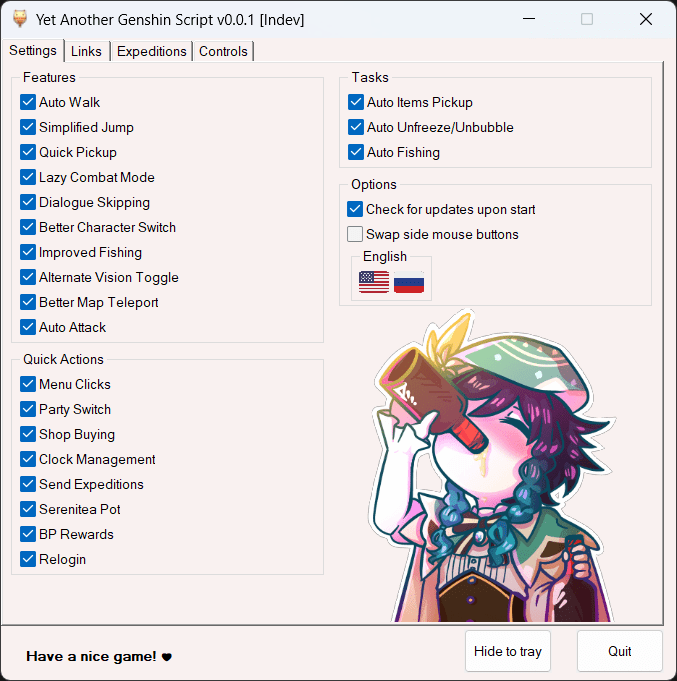 Yet Another Genshin Script v0.0.1 [Indev]
Settings
Links
Expeditions
Controls
Features
Auto Walk
Simplified Jump
Quick Pickup
Lazy Combat Mode
Dialogue Skipping
Better Character Switch
Improved Fishing
Alternate Vision Toggle
Better Map Teleport
Auto Attack
Quick Actions
Menu Clicks
Party Switch
Shop Buying
Clock Management
Send Expeditions
Serenitea Pot
BP Rewards
Relogin
Tasks
Auto Items Pickup
Auto Unfreeze/Unbubble
Auto Fishing
Options
Check for updates upon start
Swap side mouse buttons
English
Have a nice game! ♥
Hide to tray
Quit